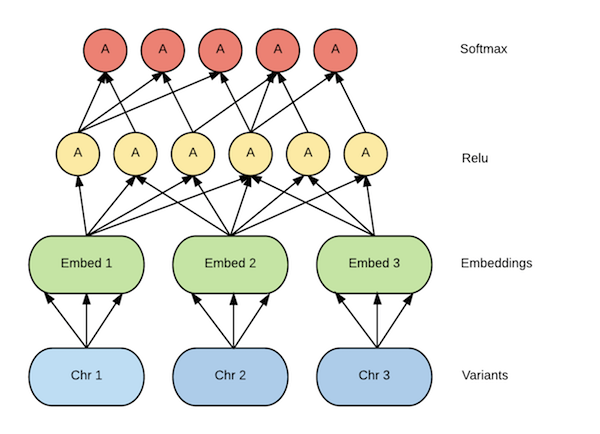 A A A A A Softmax
A A A A A A Relu
Embed 1 Embed 2 Embed 3 Embeddings
Chr 1 Chr 2 Chr 3 Variants